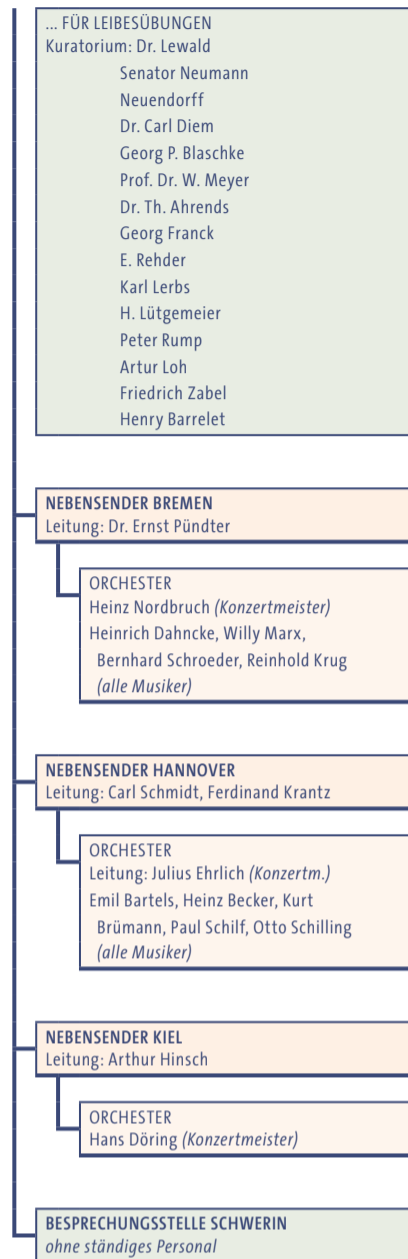 ... FÜR LEIBESÜBUNGEN
Kuratorium: Dr. Lewald
Senator Neumann
Neuendorff
Dr. Carl Diem
Georg P. Blaschke
Prof. Dr. W. Meyer
Dr. Th. Ahrends
Georg Franck
E. Rehder
Karl Lerbs
H. Lütgemeier
Peter Rump
Artur Loh
Friedrich Zabel
Henry Barrelet
NEBENSENDER BREMEN
Leitung: Dr. Ernst Pündter
ORCHESTER
Heinz Nordbruch (Konzertmeister)
Heinrich Dahncke, Willy Marx,
Bernhard Schroeder, Reinhold Krug
(alle Musiker)
NEBENSENDER HANNOVER
Leitung: Carl Schmidt, Ferdinand Krantz
ORCHESTER
Leitung: Julius Ehrlich (Konzertm.)
Emil Bartels, Heinz Becker, Kurt
Brümann, Paul Schilf, Otto Schilling
(alle Musiker)
NEBENSENDER KIEL
Leitung: Arthur Hinsch
ORCHESTER
Hans Döring (Konzertmeister)
BESPRECHUNGSSTELLE SCHWERIN
ohne ständiges Personal